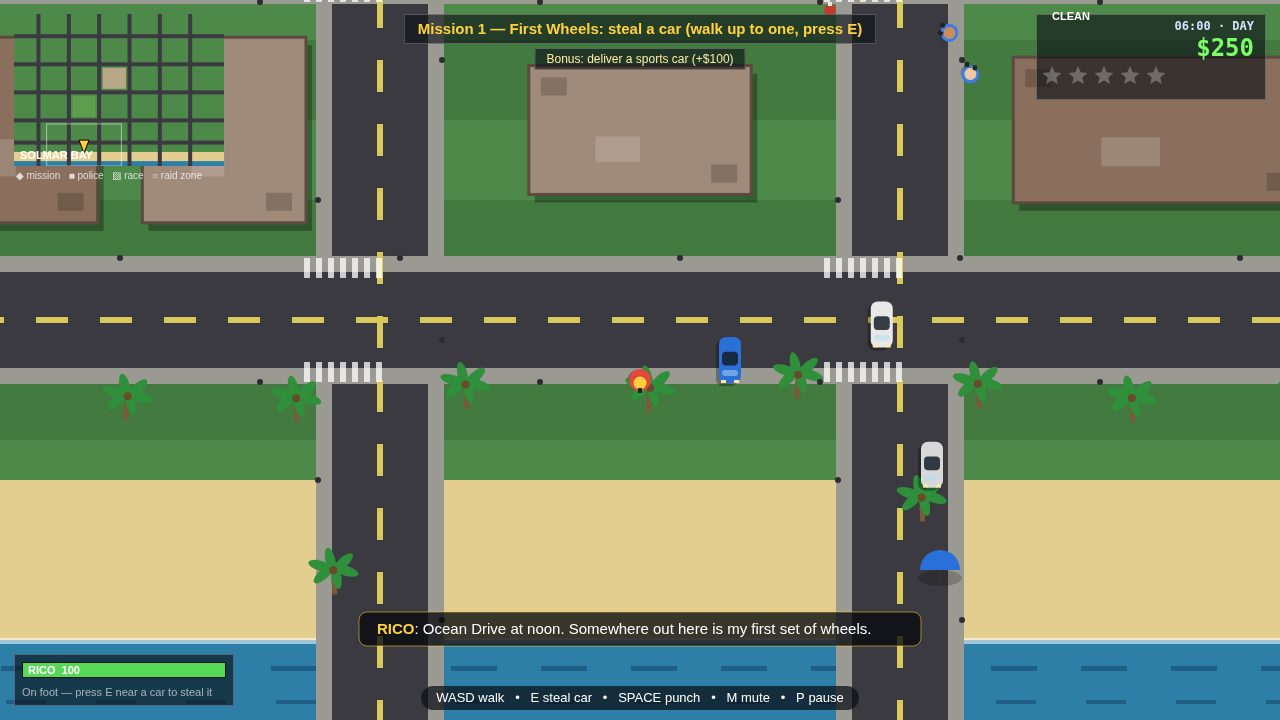 Mission 1 — First Wheels: steal a car (walk up to one, press E)
Bonus: deliver a sports car (+$100)
CLEAN
06:00 · DAY
$250
SOLMAR BAY
◆ mission ■ police ▨ race ○ raid zone
RICO: Ocean Drive at noon. Somewhere out here is my first set of wheels.
RICO 100
On foot — press E near a car to steal it
WASD walk • E steal car • SPACE punch • M mute • P pause